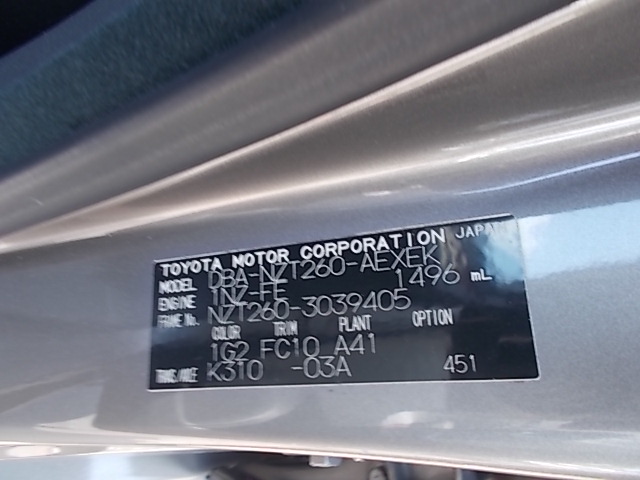 TOYOTA MOTOR CORPORATION JAPAN
MODEL DBA-NZT260-AEXEK
ENGINE 1NZ-FE 1496 mL
FRAME No. NZT260-3039405
COLOR TRIM PLANT OPTION
1G2 FC10 A41
TRANS./AXLE K310 -03A 451